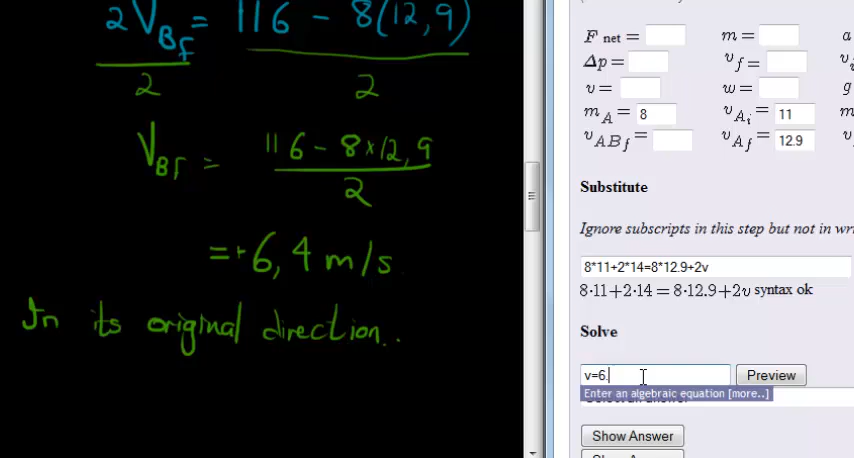 2V_Bf = 116 - 8(12,9)
2 2
V_Bf = 116 - 8×12,9
2
= +6,4 m/s
In its original direction..
F net = m = a
Δp = v_f =
v = w = g
m_A = 8 v_Ai = 11
v_ABf = v_Af = 12.9
Substitute
Ignore subscripts in this step but not in
8*11+2*14=8*12.9+2v
8·11+2·14 = 8·12.9+2v syntax ok
Solve
v=6. Preview
Enter an algebraic equation [more..]
Show Answer